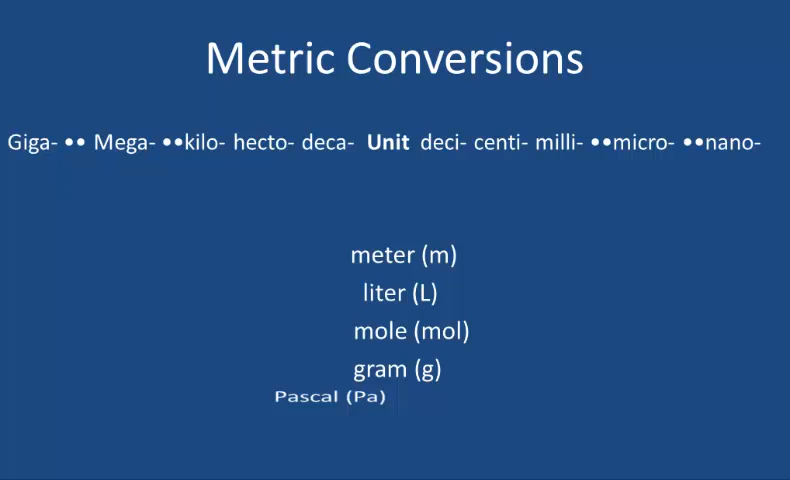 Metric Conversions
Giga- •• Mega- ••kilo- hecto- deca- Unit deci- centi- milli- ••micro- ••nano-
meter (m)
liter (L)
mole (mol)
gram (g)
Pascal (Pa)